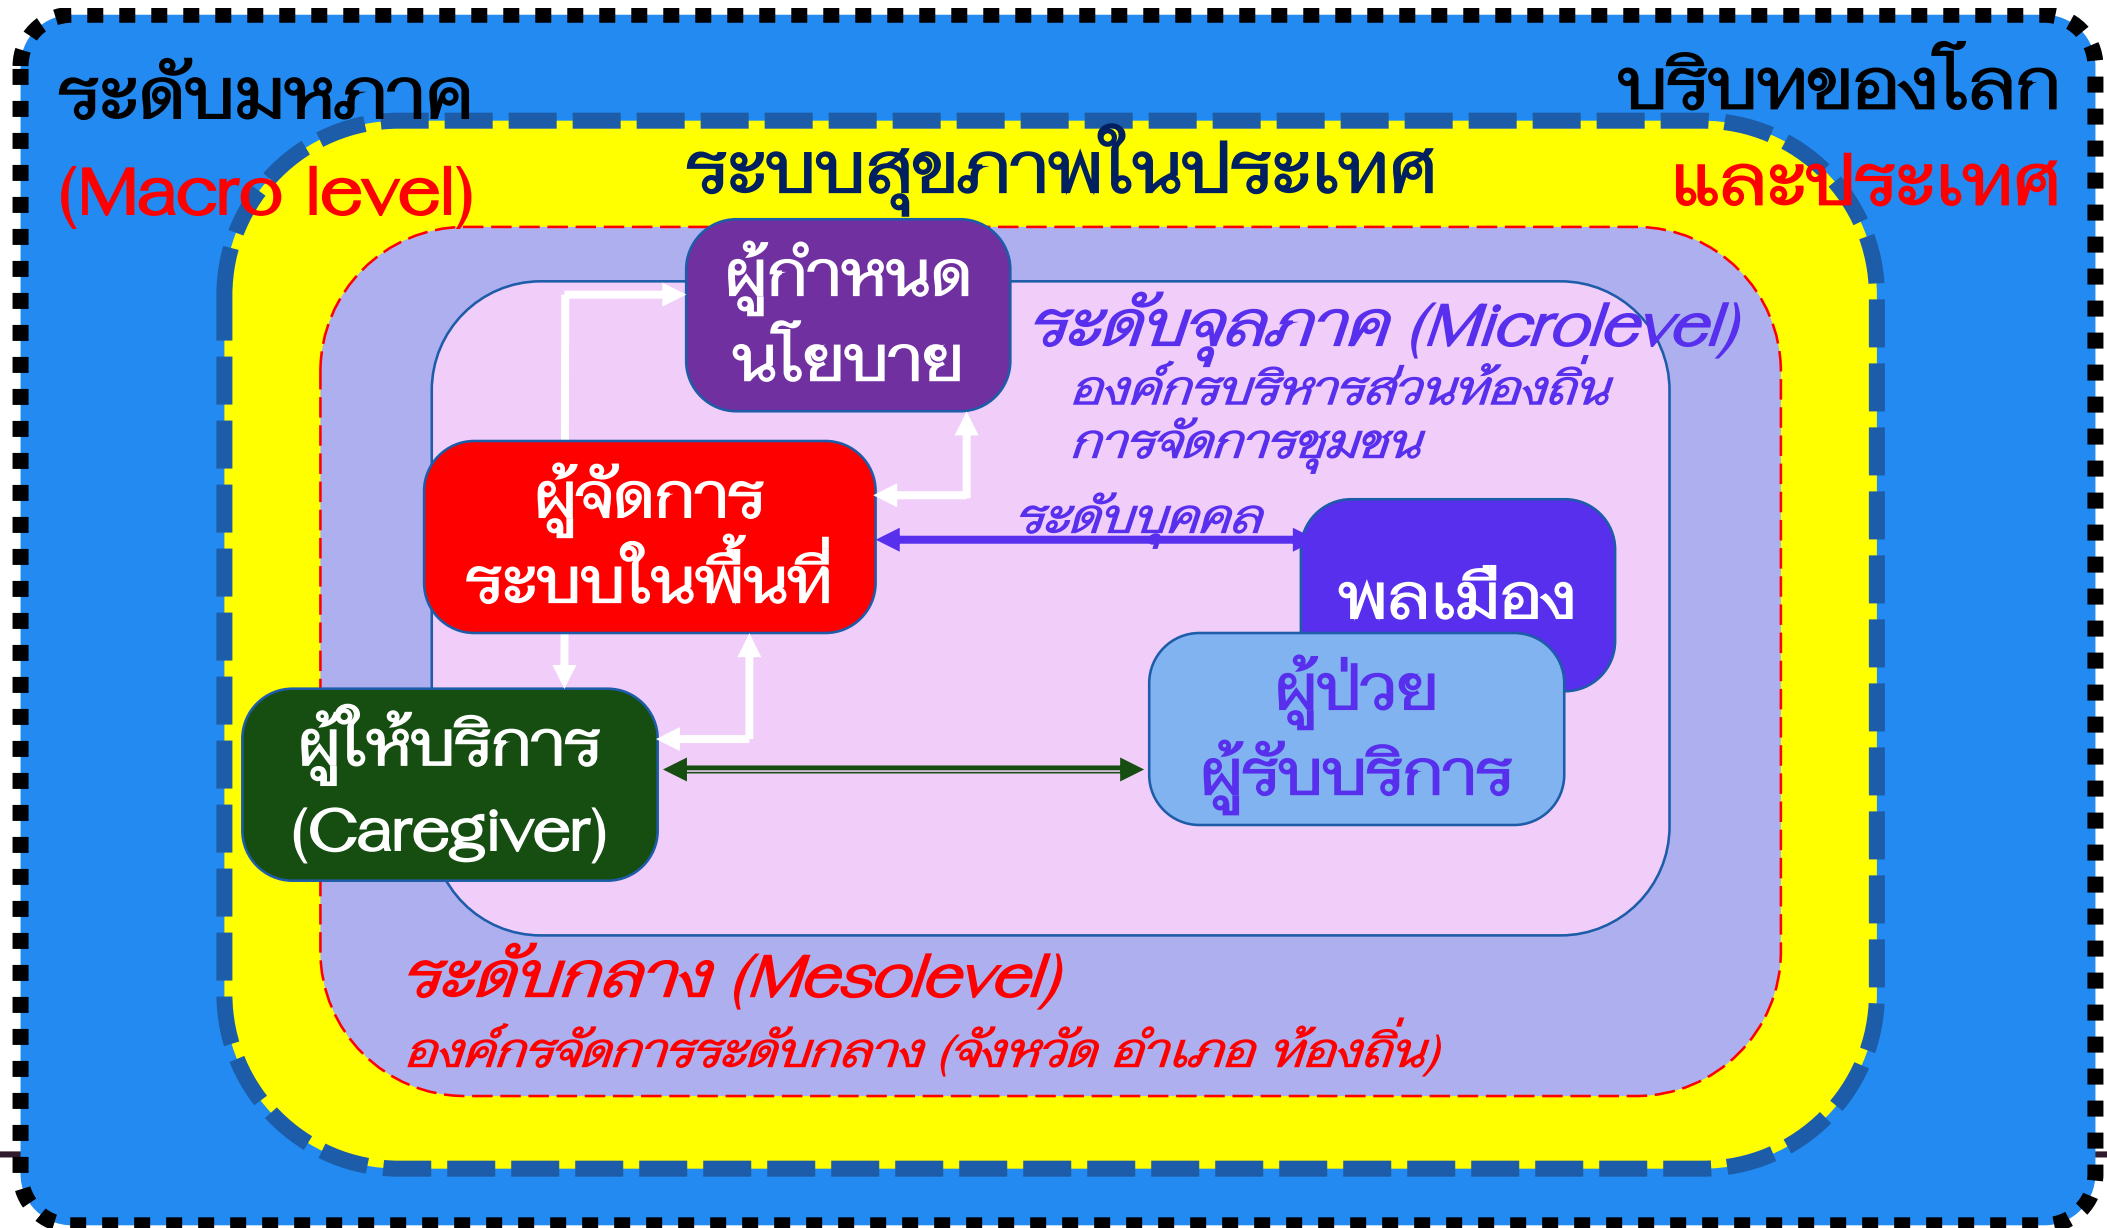 ระดับมหภาค
(Macro level)
บริบทของโลก
และประเทศ
ระบบสุขภาพในประเทศ
ผู้กำหนด
นโยบาย
ระดับจุลภาค (Microlevel)
องค์กรบริหารส่วนท้องถิ่น
การจัดการชุมชน
ระดับบุคคล
ผู้จัดการ
ระบบในพื้นที่
พลเมือง
ผู้ป่วย
ผู้รับบริการ
ผู้ให้บริการ
(Caregiver)
ระดับกลาง (Mesolevel)
องค์กรจัดการระดับกลาง (จังหวัด อำเภอ ท้องถิ่น)